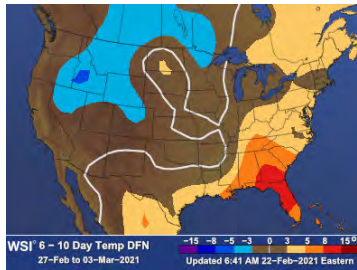 WSI° 6 – 10 Day Temp DFN
27-Feb to 03-Mar-2021
-15 -8 -5 -3 3 5 8 15°
Updated 6:41 AM 22-Feb-2021 Eastern